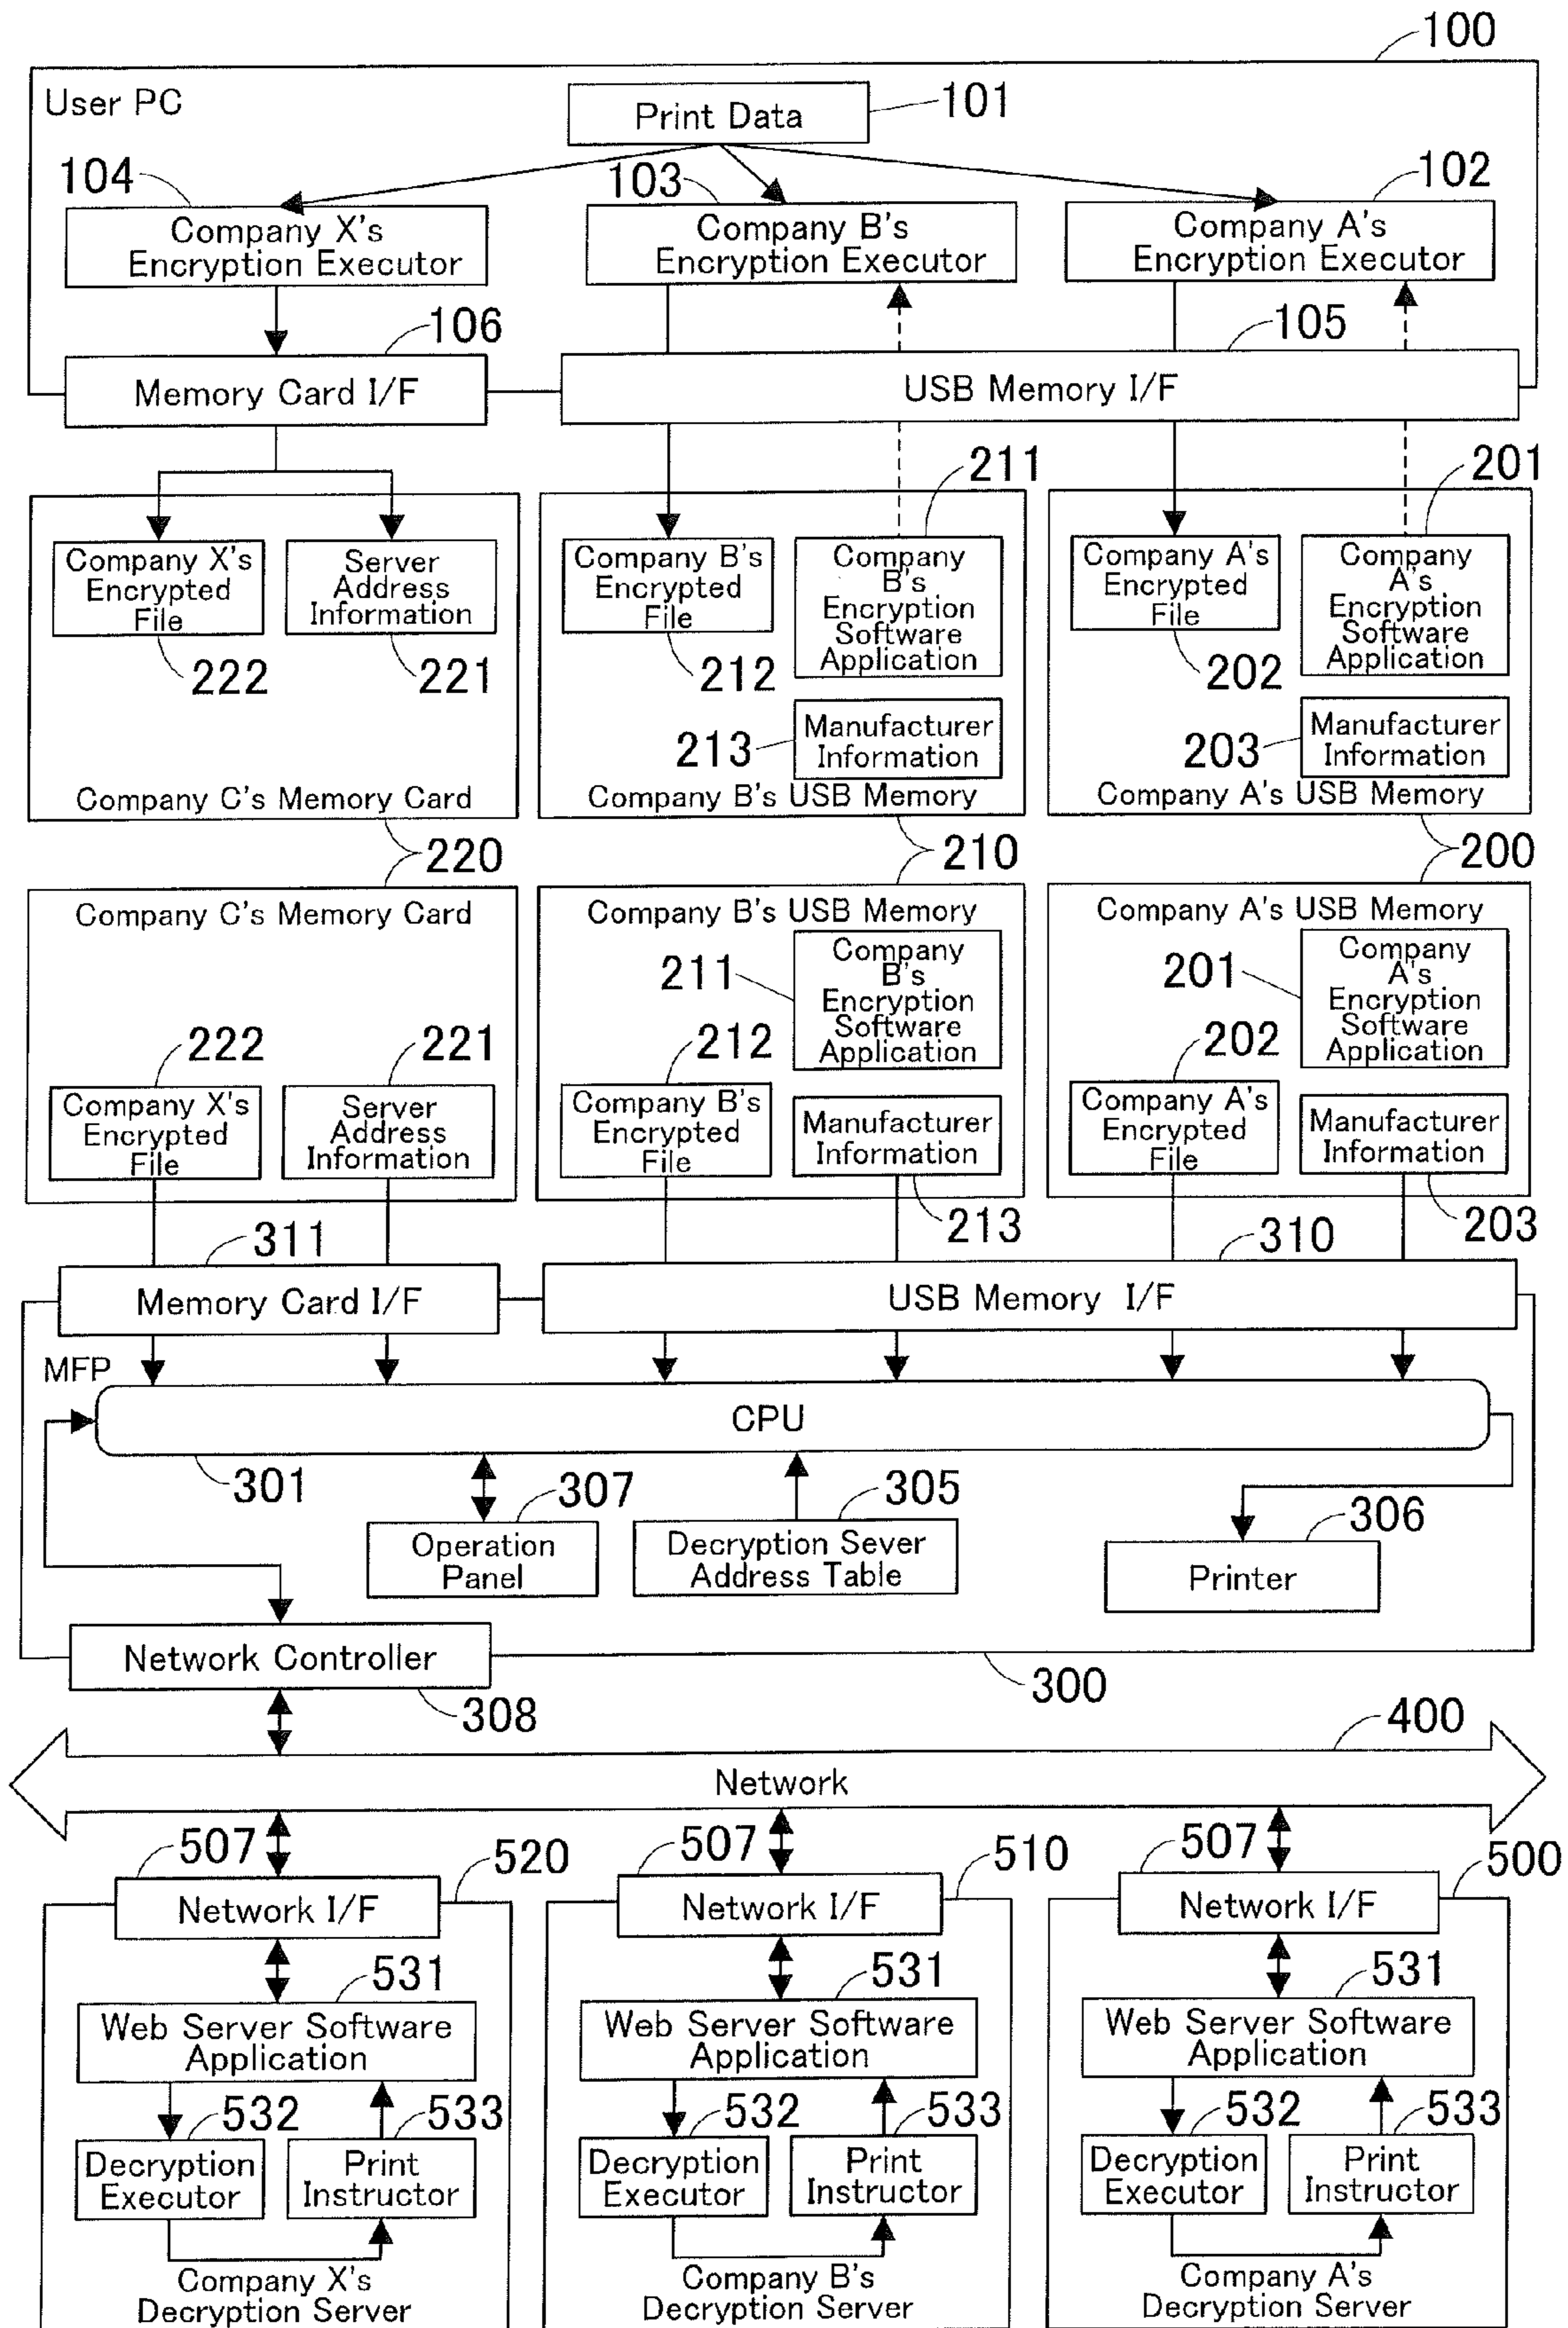 100
User PC
Print Data
101
104
103
102
Company X's
Encryption Executor
Company B's
Encryption Executor
Company A's
Encryption Executor
106
105
Memory Card I/F
USB Memory I/F
211
201
Company X's
Encrypted
File
Server
Address
Information
Company B's
Encrypted
File
Company
B's
Encryption
Software
Application
Company A's
Encrypted
File
Company
A's
Encryption
Software
Application
222
221
212
202
213
Manufacturer
Information
203
Manufacturer
Information
Company C's Memory Card
Company B's USB Memory
Company A's USB Memory
220
210
200
Company C's Memory Card
Company B's USB Memory
Company A's USB Memory
211
Company
B's
Encryption
Software
Application
201
Company
A's
Encryption
Software
Application
222
221
212
202
Company X's
Encrypted
File
Server
Address
Information
Company B's
Encrypted
File
Manufacturer
Information
Company A's
Encrypted
File
Manufacturer
Information
213
203
311
310
Memory Card I/F
USB Memory I/F
MFP
CPU
301
307
305
306
Operation
Panel
Decryption Sever
Address Table
Printer
Network Controller
308
300
400
Network
507
520
507
510
507
500
Network I/F
Network I/F
Network I/F
531
531
531
Web Server Software
Application
Web Server Software
Application
Web Server Software
Application
532
533
532
533
532
533
Decryption
Executor
Print
Instructor
Decryption
Executor
Print
Instructor
Decryption
Executor
Print
Instructor
Company X's
Decryption Server
Company B's
Decryption Server
Company A's
Decryption Server